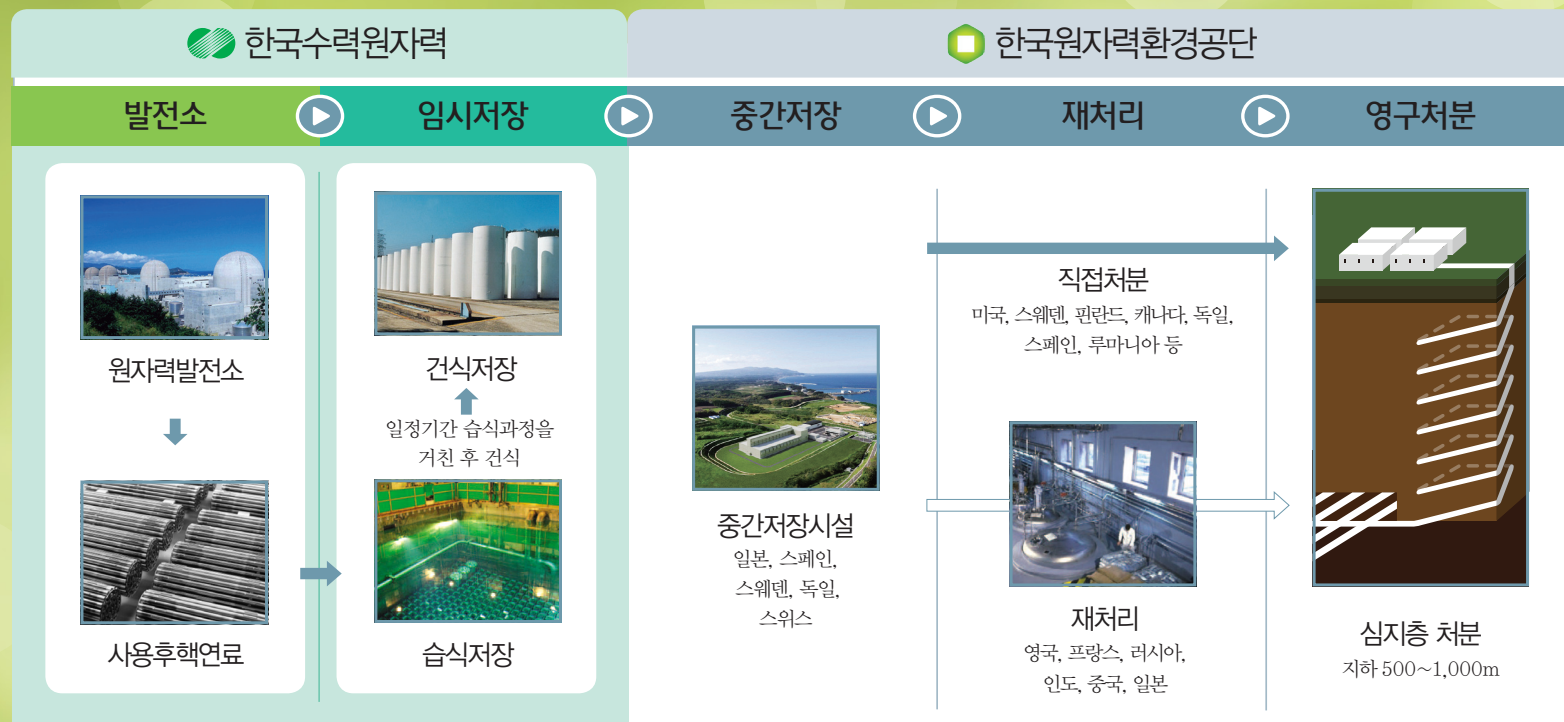 한국수력원자력
한국원자력환경공단
발전소
임시저장
중간저장
재처리
영구처분
원자력발전소
사용후핵연료
건식저장
일정기간 습식과정을
거친 후 건식
습식저장
중간저장시설
일본, 스페인,
스웨덴, 독일,
스위스
직접처분
미국, 스웨덴, 핀란드, 캐나다, 독일,
스페인, 루마니아 등
재처리
영국, 프랑스, 러시아,
인도, 중국, 일본
심지층 처분
지하 500~1,000m